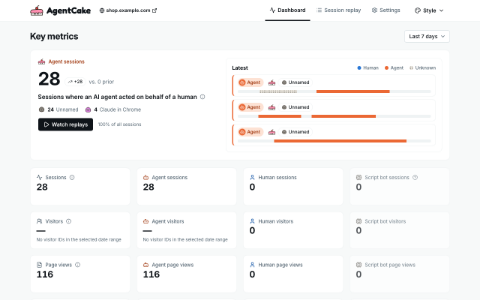 AgentCake
shop.example.com
Dashboard
Session replay
Settings
Style
Key metrics
Last 7 days
Agent sessions
28
+28 vs. 0 prior
Sessions where an AI agent acted on behalf of a human
24 Unnamed 4 Claude in Chrome
Watch replays
100% of all sessions
Latest
Human Agent Unknown
Agent Unnamed
Agent Unnamed
Agent Unnamed
Sessions
28
Agent sessions
28
Human sessions
0
Script bot sessions
0
Visitors
—
No visitor IDs in the selected date range
Agent visitors
—
No visitor IDs in the selected date range
Human visitors
0
Script bot visitors
0
Page views
116
Agent page views
116
Human page views
0
Script bot page views
0